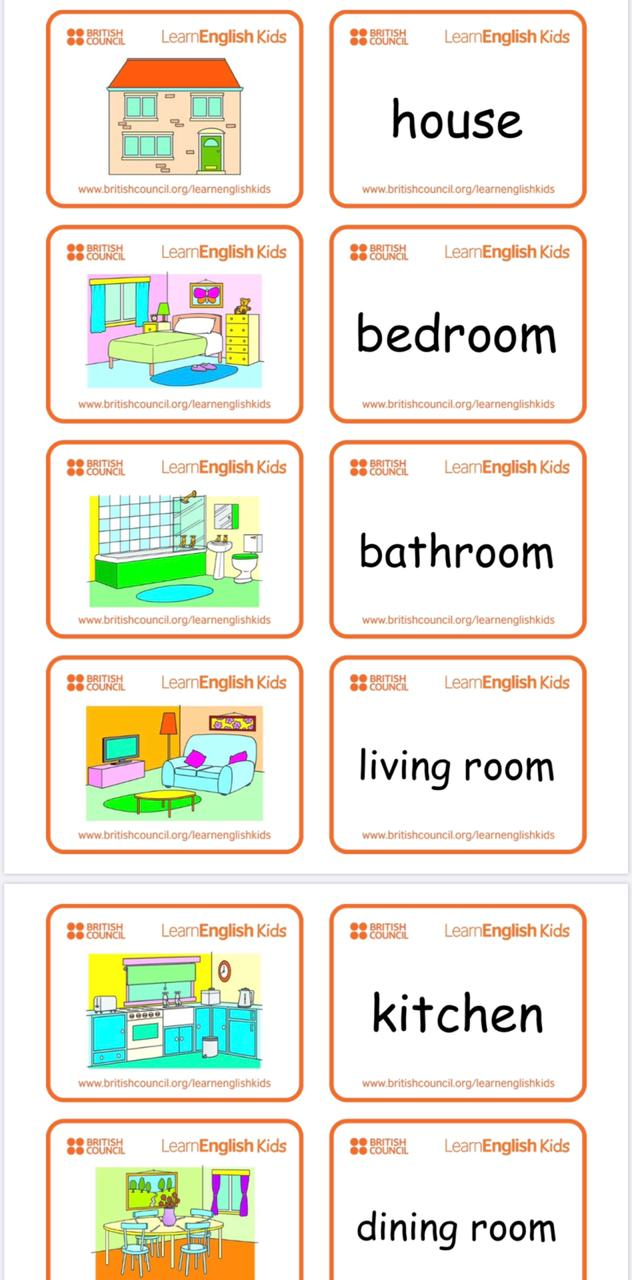 BRITISH COUNCIL LearnEnglish Kids
www.britishcouncil.org/learnenglishkids
BRITISH COUNCIL LearnEnglish Kids
house
www.britishcouncil.org/learnenglishkids
BRITISH COUNCIL LearnEnglish Kids
www.britishcouncil.org/learnenglishkids
BRITISH COUNCIL LearnEnglish Kids
bedroom
www.britishcouncil.org/learnenglishkids
BRITISH COUNCIL LearnEnglish Kids
www.britishcouncil.org/learnenglishkids
BRITISH COUNCIL LearnEnglish Kids
bathroom
www.britishcouncil.org/learnenglishkids
BRITISH COUNCIL LearnEnglish Kids
www.britishcouncil.org/learnenglishkids
BRITISH COUNCIL LearnEnglish Kids
living room
www.britishcouncil.org/learnenglishkids
BRITISH COUNCIL LearnEnglish Kids
www.britishcouncil.org/learnenglishkids
BRITISH COUNCIL LearnEnglish Kids
kitchen
www.britishcouncil.org/learnenglishkids
BRITISH COUNCIL LearnEnglish Kids
BRITISH COUNCIL LearnEnglish Kids
dining room